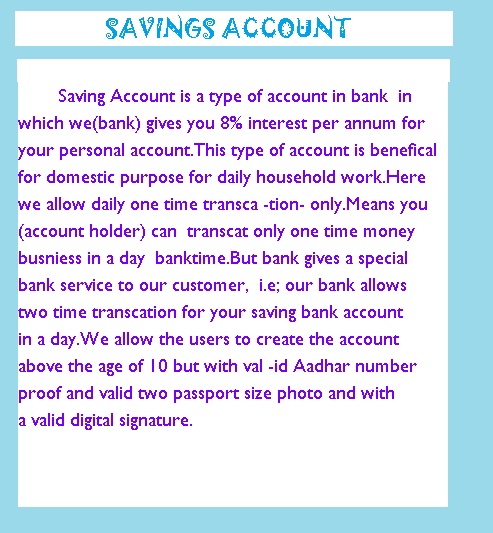 SAVINGS ACCOUNT
Saving Account is a type of account in bank in
which we(bank) gives you 8% interest per annum for
your personal account.This type of account is benefical
for domestic purpose for daily household work.Here
we allow daily one time transca -tion- only.Means you
(account holder) can transcat only one time money
busniess in a day banktime.But bank gives a special
bank service to our customer, i.e; our bank allows
two time transcation for your saving bank account
in a day.We allow the users to create the account
above the age of 10 but with val -id Aadhar number
proof and valid two passport size photo and with
a valid digital signature.